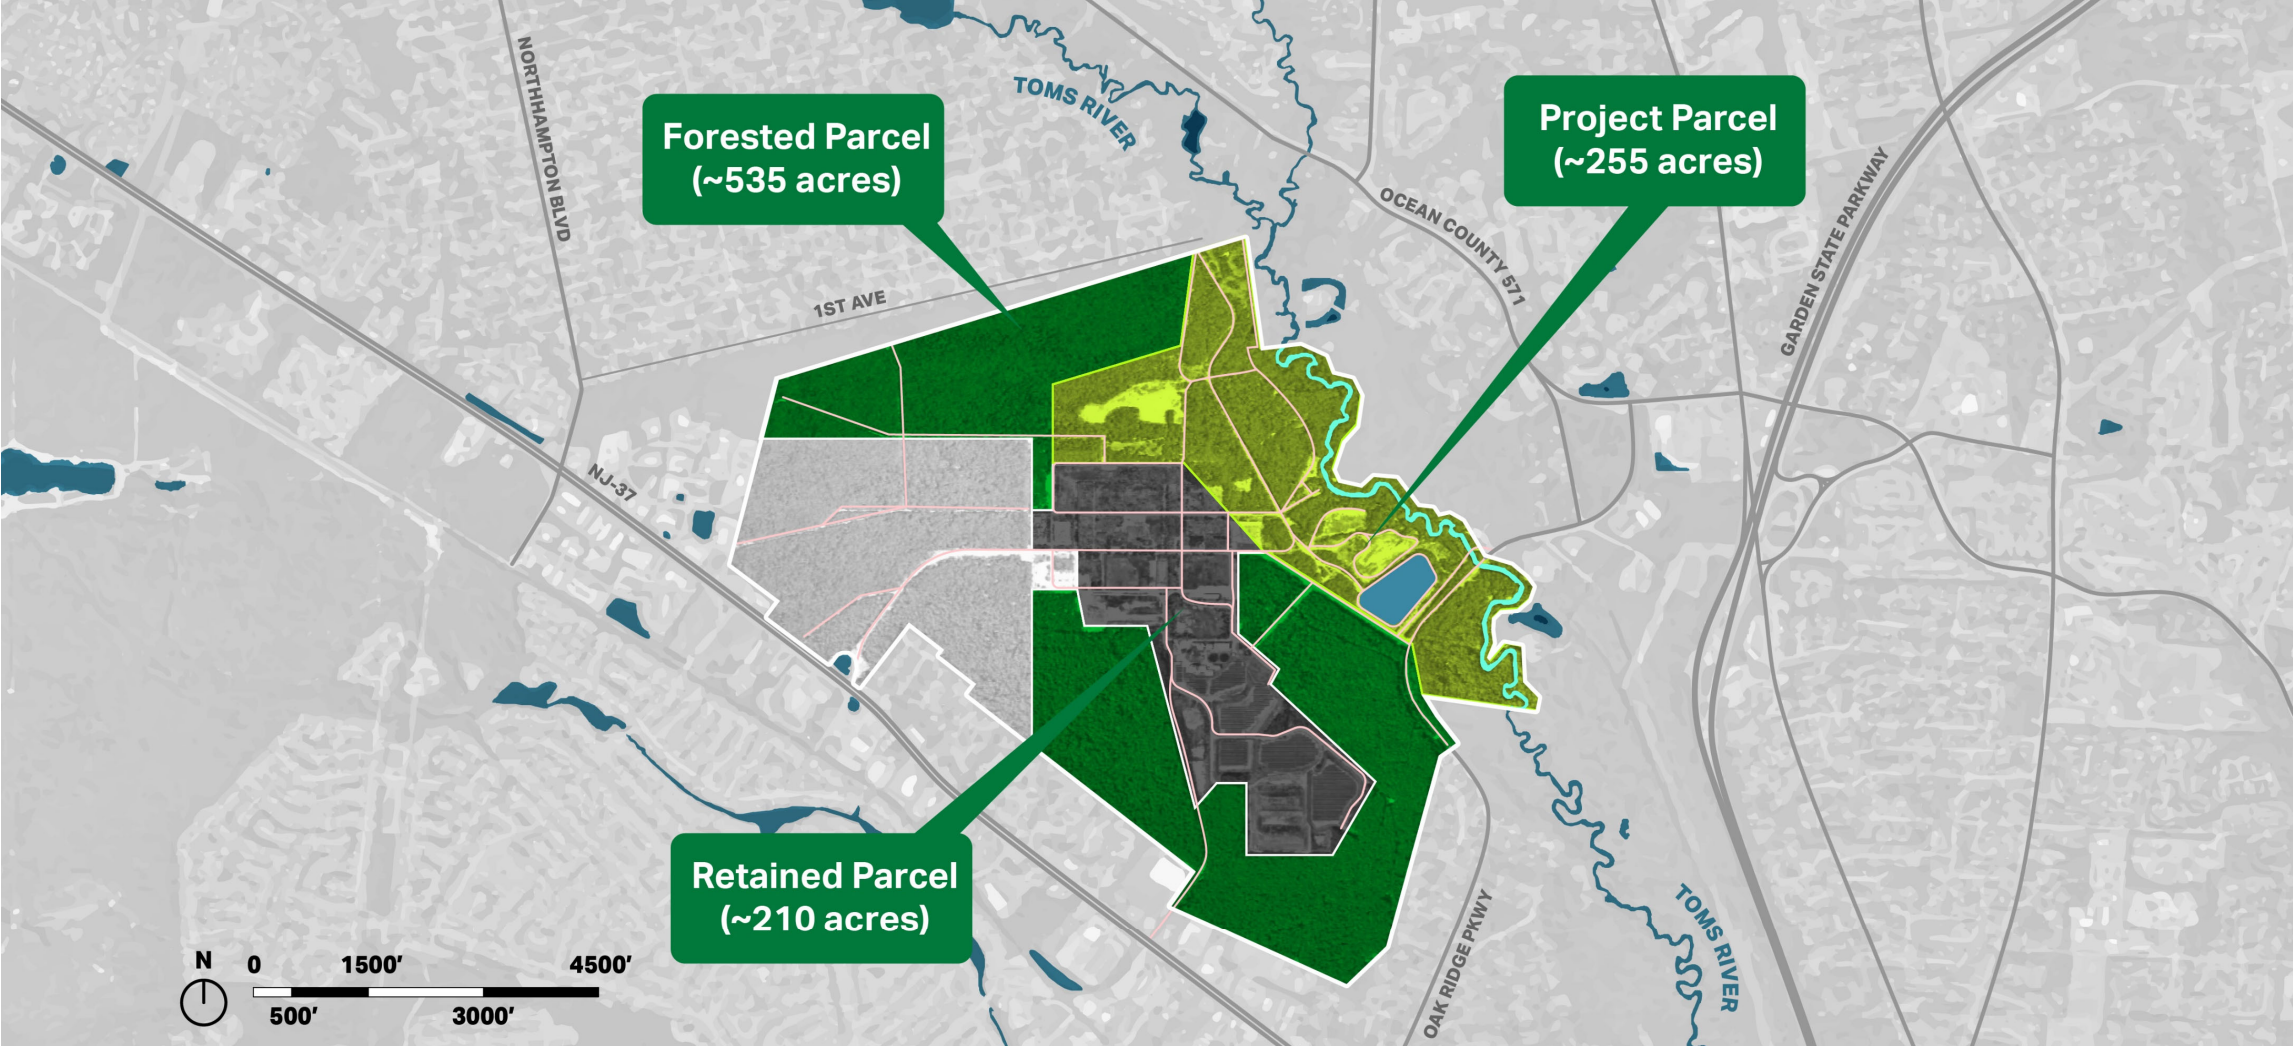 NORTHHAMPTON BLVD
TOMS RIVER
Forested Parcel
(~535 acres)
Project Parcel
(~255 acres)
OCEAN COUNTY 571
GARDEN STATE PARKWAY
1ST AVE
NJ-37
Retained Parcel
(~210 acres)
OAK RIDGE PKWY
TOMS RIVER
N
0 1500′ 4500′
500′ 3000′